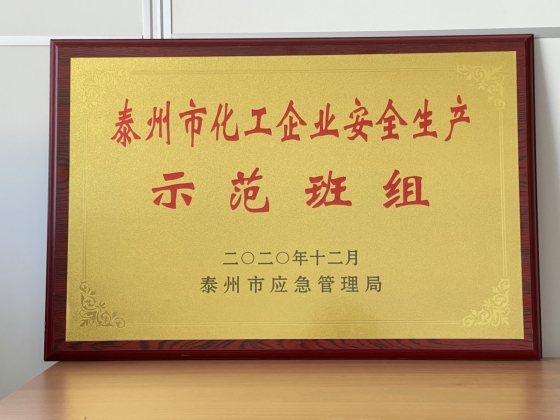 泰州市化工企业安全生产
示范班组
二〇二〇年十二月
泰州市应急管理局